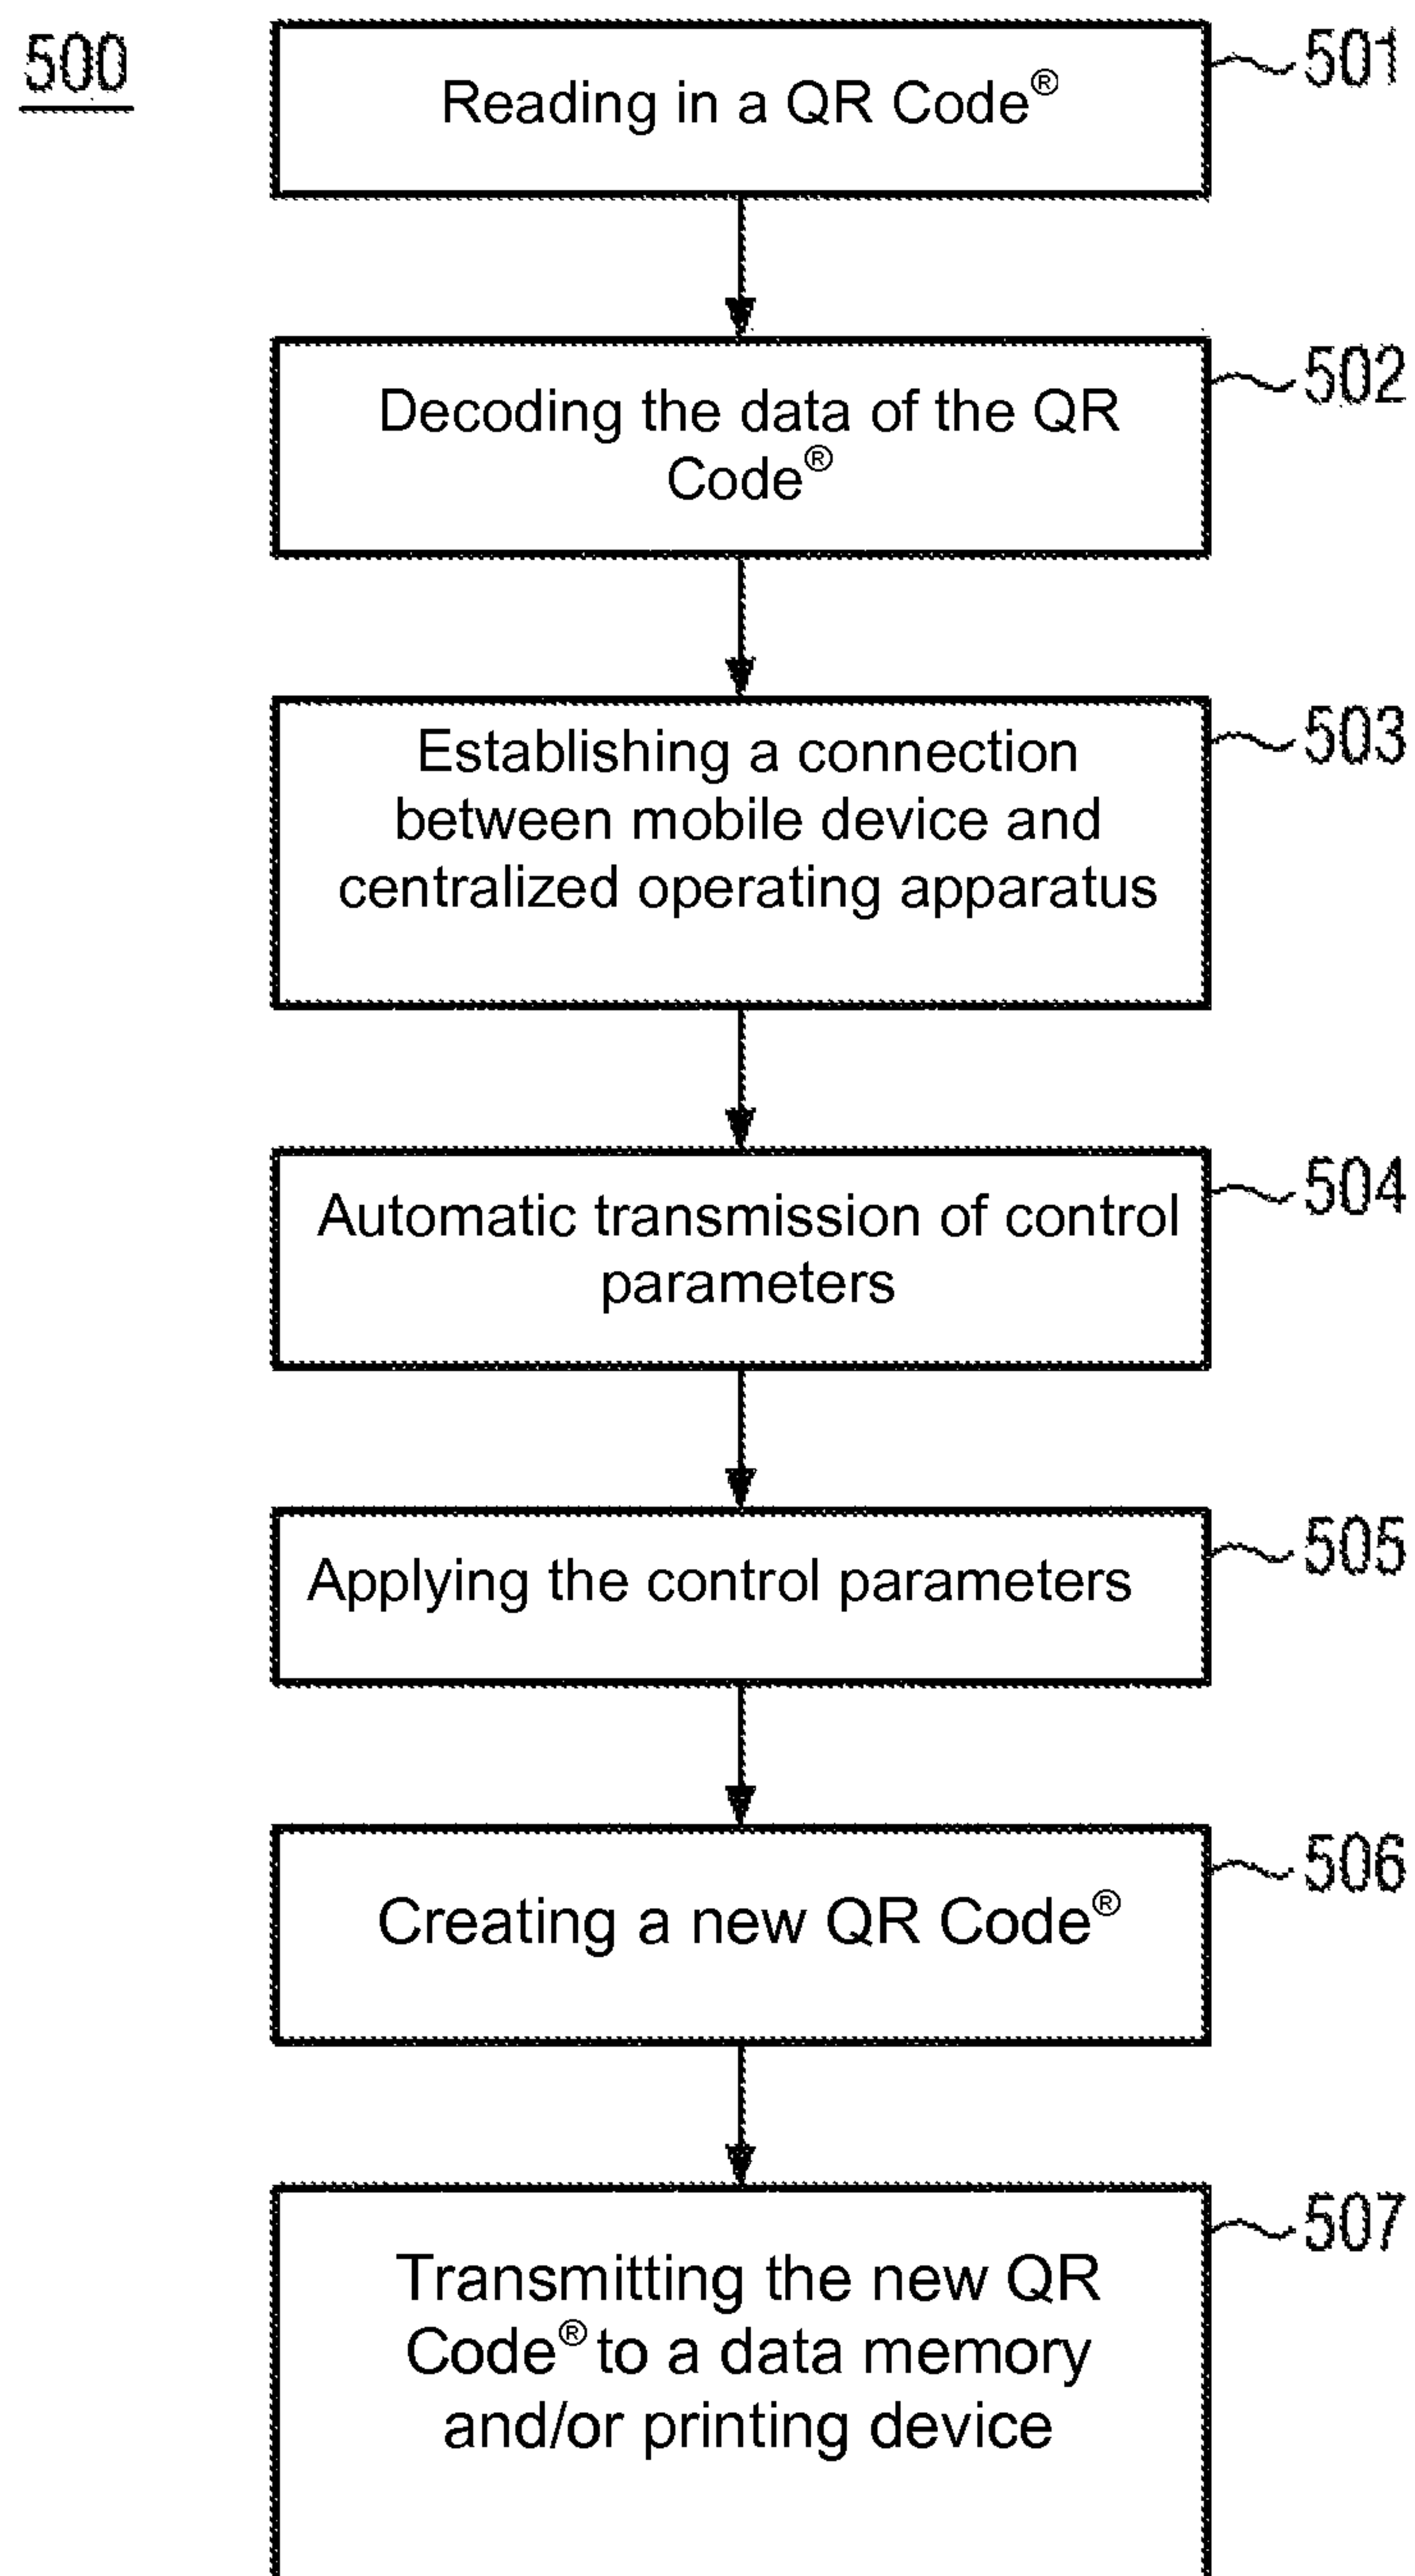 500
501
Reading in a QR Code®
502
Decoding the data of the QR
Code®
503
Establishing a connection
between mobile device and
centralized operating apparatus
504
Automatic transmission of control
parameters
505
Applying the control parameters
506
Creating a new QR Code®
507
Transmitting the new QR
Code® to a data memory
and/or printing device